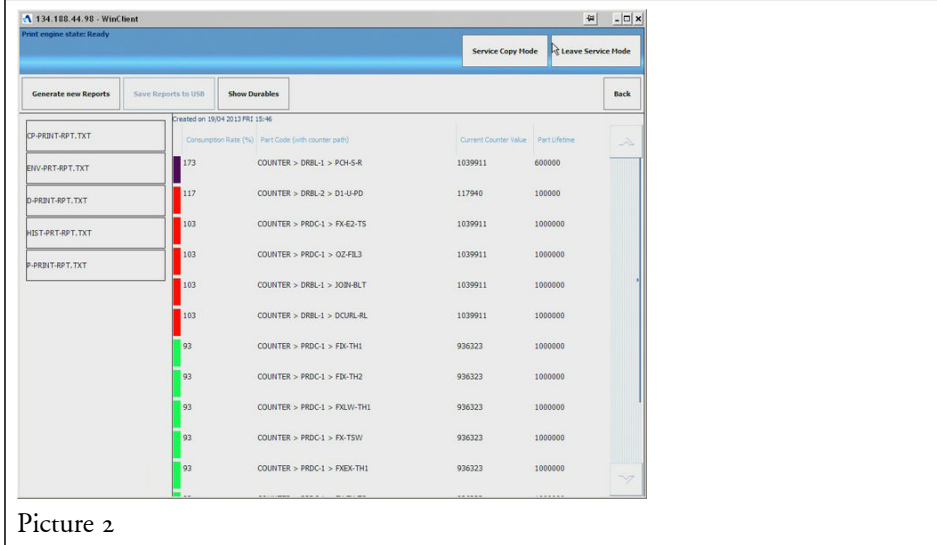 134.188.44.98 - WinClient
Print engine state: Ready
Service Copy Mode
Leave Service Mode
Generate new Reports
Save Reports to USB
Show Durables
Back
Created on 19/04 2013 FRI 15:46
CP-PRINT-RPT.TXT
ENV-PRT-RPT.TXT
D-PRINT-RPT.TXT
HIST-PRT-RPT.TXT
P-PRINT-RPT.TXT
Consumption Rate (%) Part Code (with counter path) Current Counter Value Part Lifetime
173 COUNTER > DRBL-1 > PCH-S-R 1039911 600000
117 COUNTER > DRBL-2 > D1-U-PD 117940 100000
103 COUNTER > PRDC-1 > FX-E2-TS 1039911 1000000
103 COUNTER > PRDC-1 > OZ-FIL3 1039911 1000000
103 COUNTER > DRBL-1 > JOIN-BLT 1039911 1000000
103 COUNTER > DRBL-1 > DCURL-RL 1039911 1000000
93 COUNTER > PRDC-1 > FIX-TH1 936323 1000000
93 COUNTER > PRDC-1 > FIX-TH2 936323 1000000
93 COUNTER > PRDC-1 > FXLW-TH1 936323 1000000
93 COUNTER > PRDC-1 > FX-TSW 936323 1000000
93 COUNTER > PRDC-1 > FXEX-TH1 936323 1000000
Picture 2